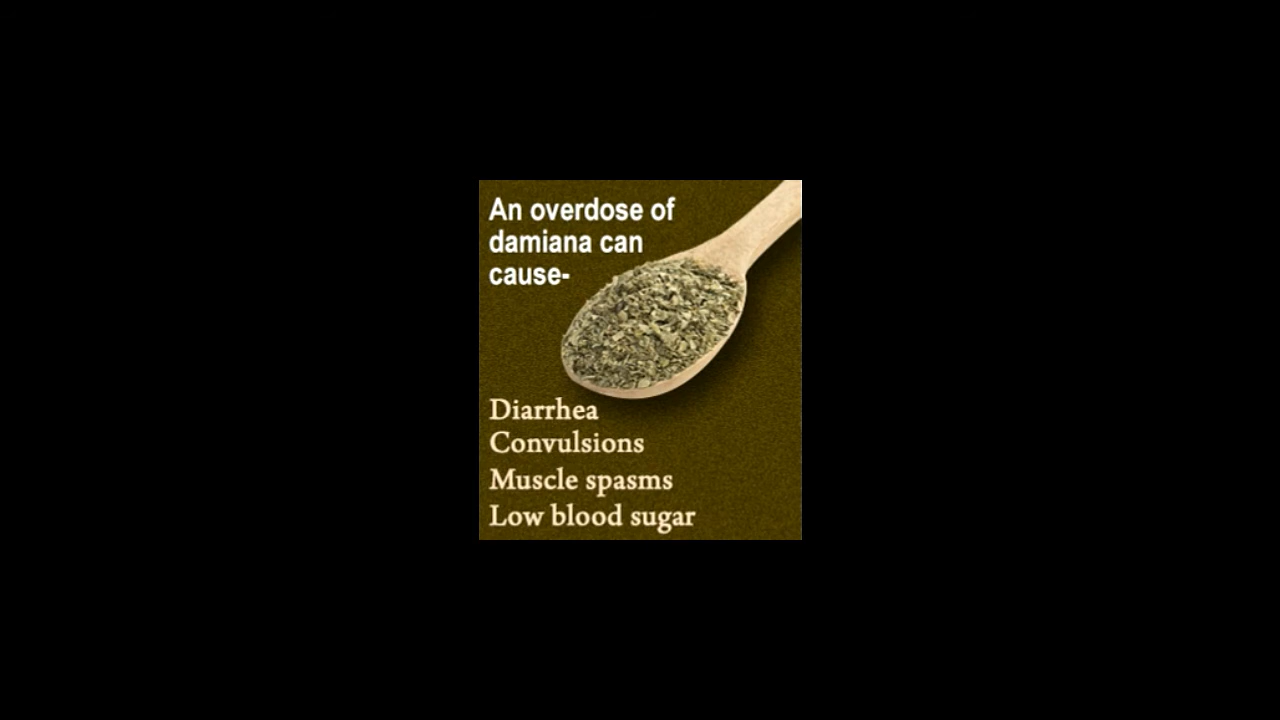 An overdose of
damiana can
cause-
Diarrhea
Convulsions
Muscle spasms
Low blood sugar